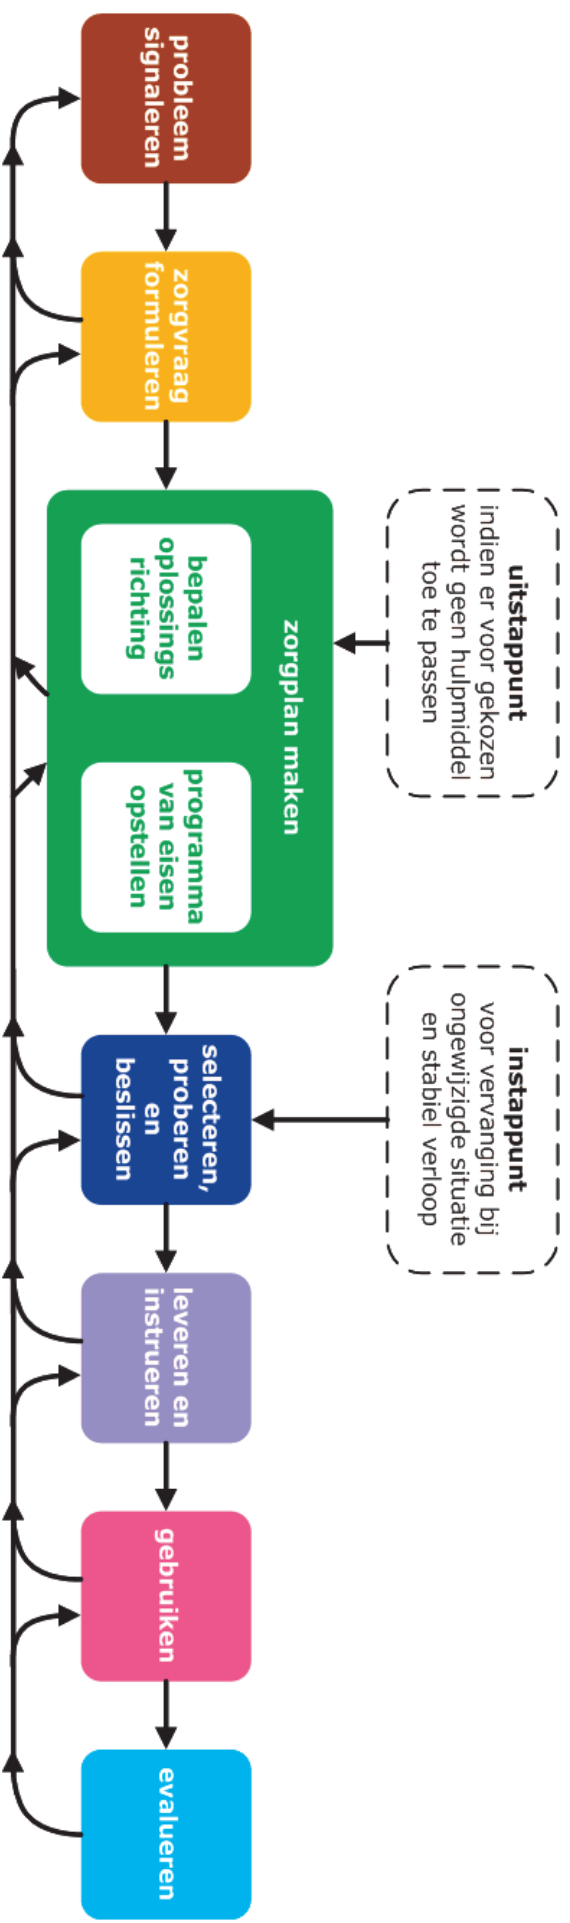 uitstappunt
indien er voor gekozen
wordt geen hulpmiddel
toe te passen
instappunt
voor vervanging bij
ongewijzigde situatie
en stabiel verloop
probleem
signaleren
zorgvraag
formuleren
zorgplan maken
bepalen
oplossings
richting
programma
van eisen
opstellen
selecteren,
proberen
en
beslissen
leveren en
instrueren
gebruiken
evalueren